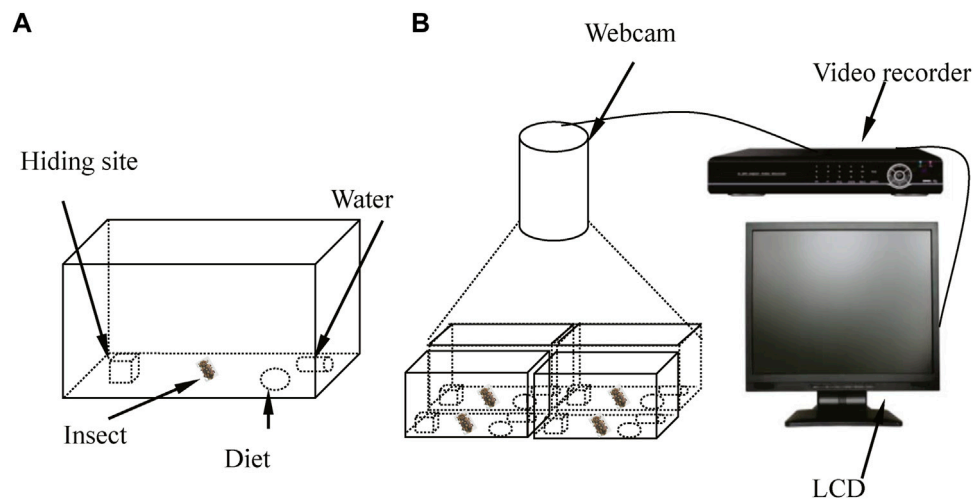 A
B
Webcam
Video recorder
Hiding site
Water
Insect
Diet
LCD